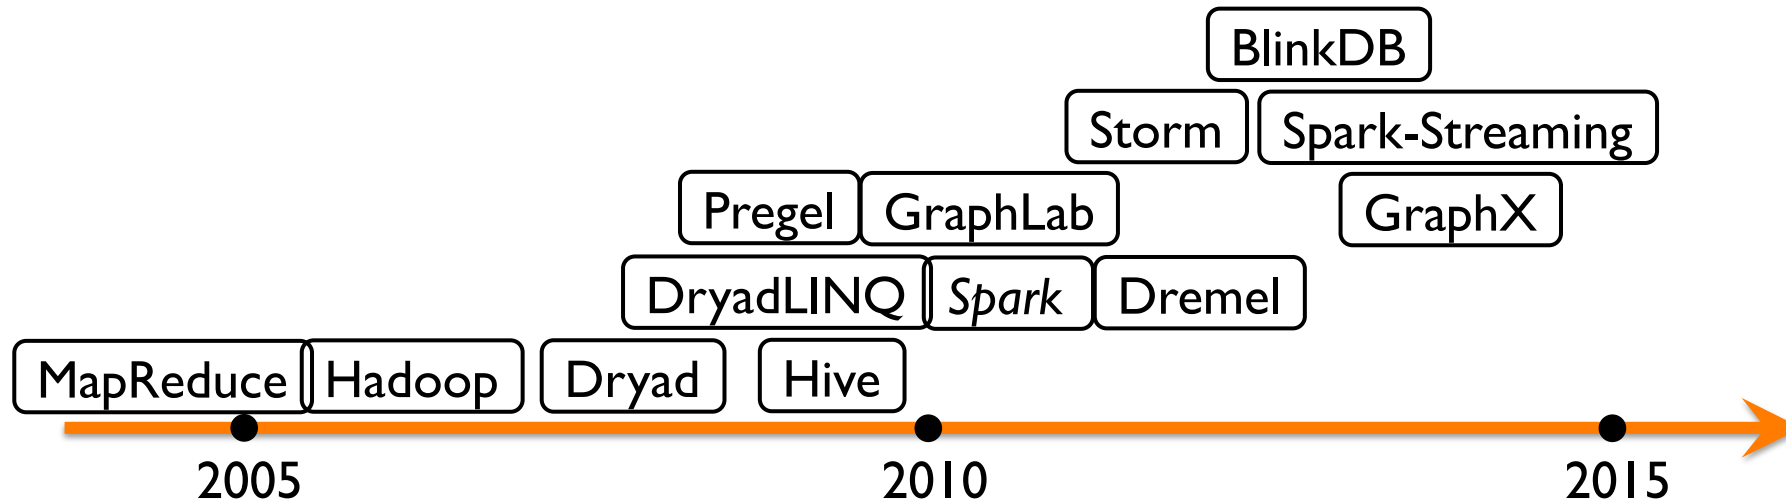 BlinkDB
Storm Spark-Streaming
Pregel GraphLab GraphX
DryadLINQ Spark Dremel
MapReduce Hadoop Dryad Hive
2005 2010 2015